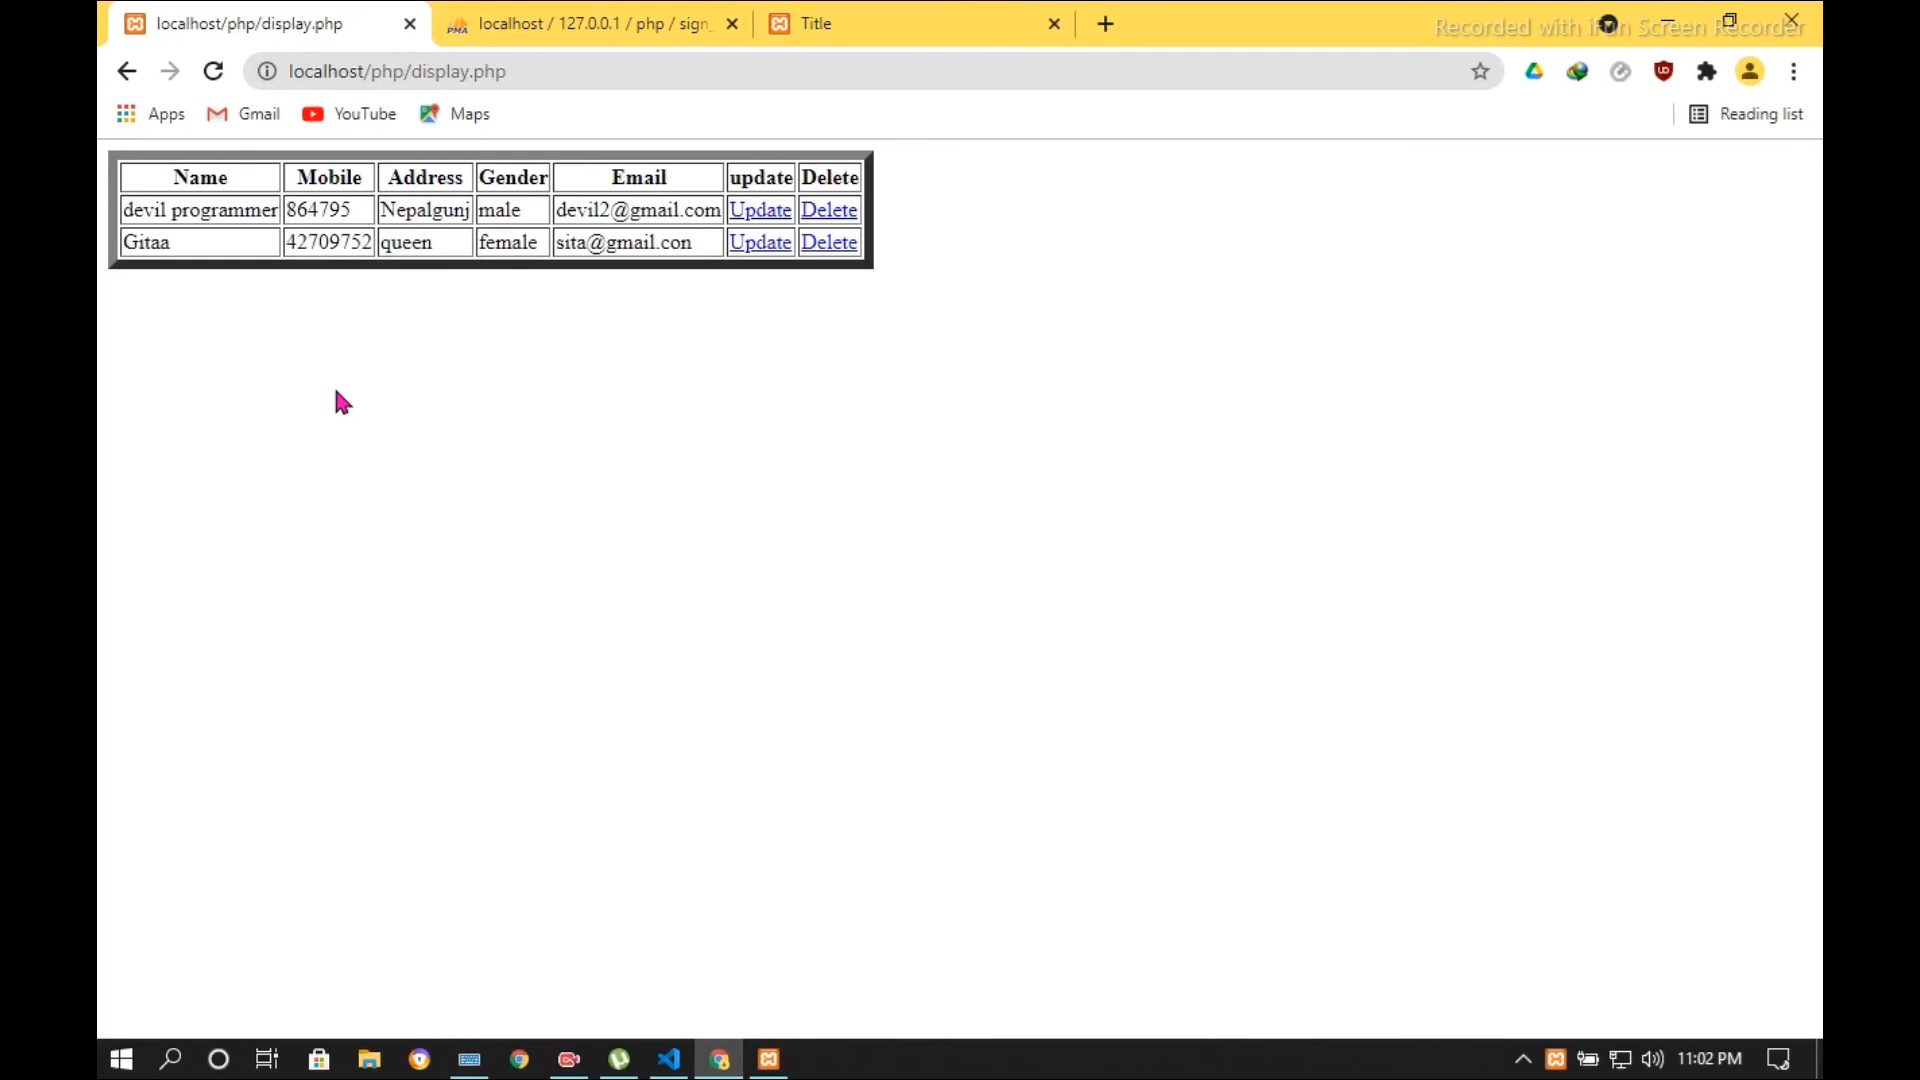 localhost/php/display.php
localhost / 127.0.0.1 / php / sign_
Title
Recorded with iFun Screen Recorder
localhost/php/display.php
Apps Gmail YouTube Maps Reading list
Name Mobile Address Gender Email update Delete
devil programmer 864795 Nepalgunj male devil2@gmail.com Update Delete
Gitaa 42709752 queen female sita@gmail.con Update Delete
11:02 PM